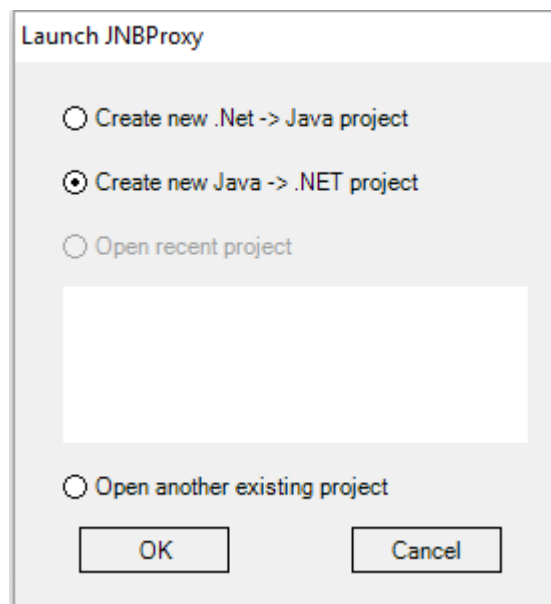 Launch JNBProxy
Create new .Net -> Java project
Create new Java -> .NET project
Open recent project
Open another existing project
OK
Cancel